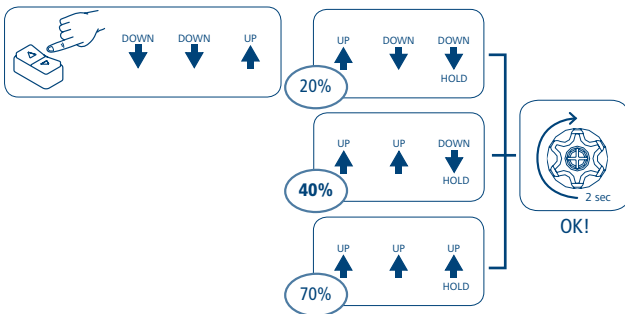 DOWN DOWN UP
UP DOWN DOWN
HOLD
20%
UP UP DOWN
HOLD
40%
2 sec
OK!
UP UP UP
HOLD
70%